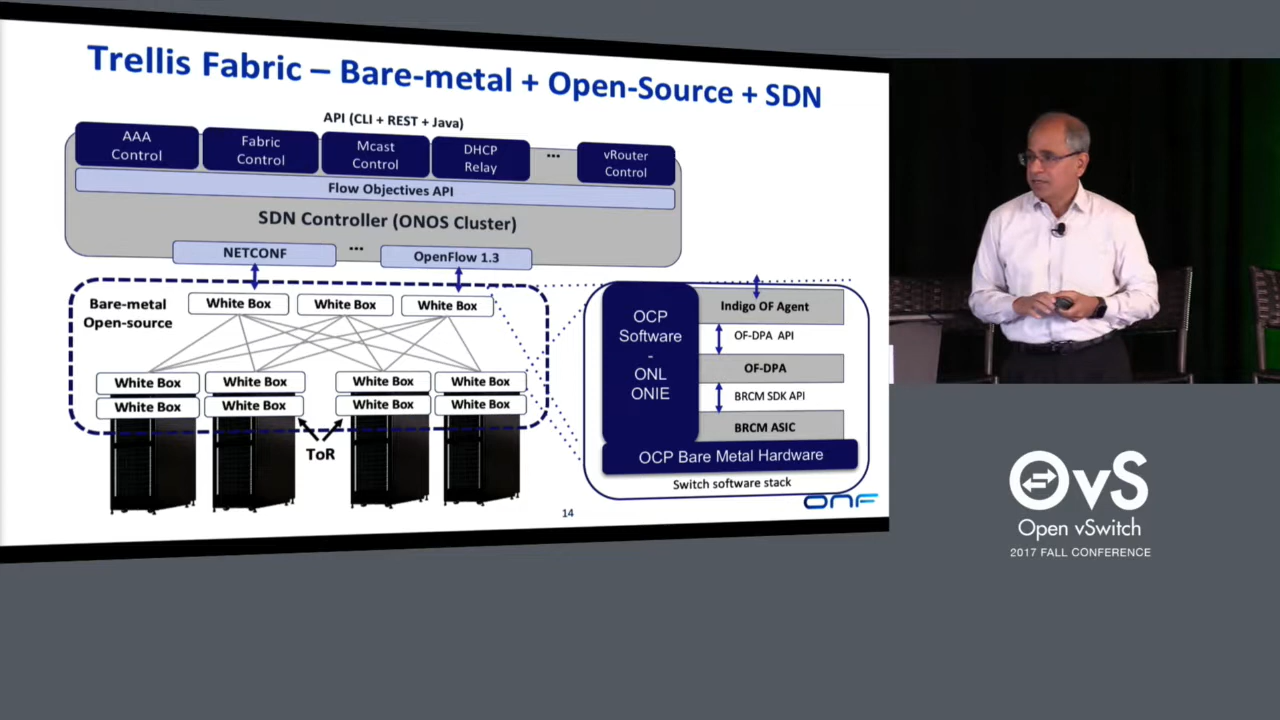 Trellis Fabric – Bare-metal + Open-Source + SDN
API (CLI + REST + Java)
AAA
Control
Fabric
Control
Mcast
Control
DHCP
Relay
...
vRouter
Control
Flow Objectives API
SDN Controller (ONOS Cluster)
NETCONF
...
OpenFlow 1.3
Bare-metal
Open-source
White Box
White Box
White Box
White Box
White Box
White Box
White Box
White Box
White Box
White Box
White Box
ToR
OCP
Software
-
ONL
ONIE
Indigo OF Agent
OF-DPA API
OF-DPA
BRCM SDK API
BRCM ASIC
OCP Bare Metal Hardware
Switch software stack
ONF
14
OvS
Open vSwitch
2017 FALL CONFERENCE